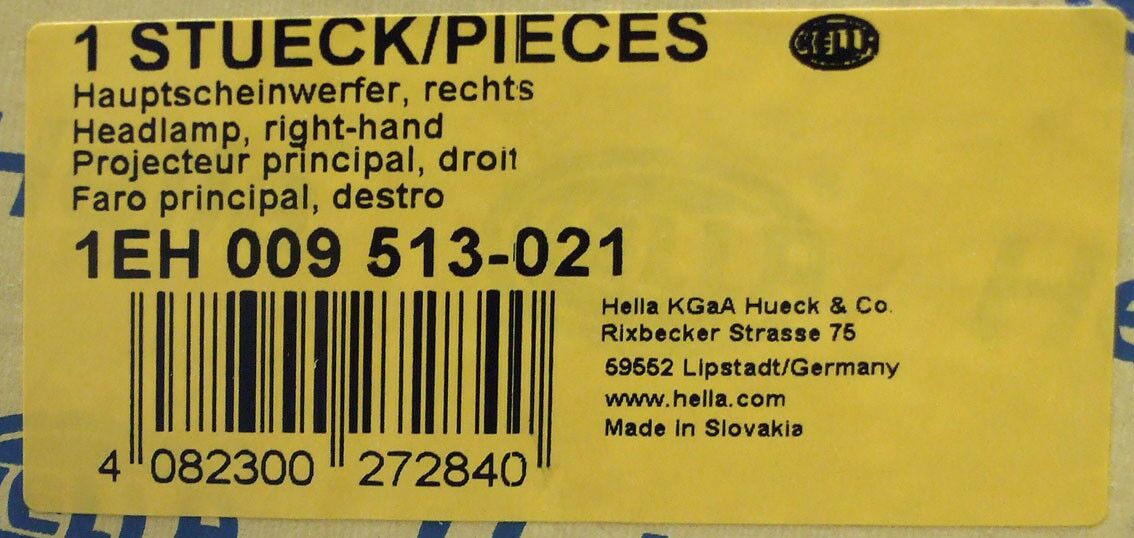 1 STUECK/PIECES
HELLA
Hauptscheinwerfer, rechts
Headlamp, right-hand
Projecteur principal, droit
Faro principal, destro
1EH 009 513-021
Hella KGaA Hueck & Co.
Rixbecker Strasse 75
59552 Lipstadt/Germany
www.hella.com
Made in Slovakia
4 082300 272840